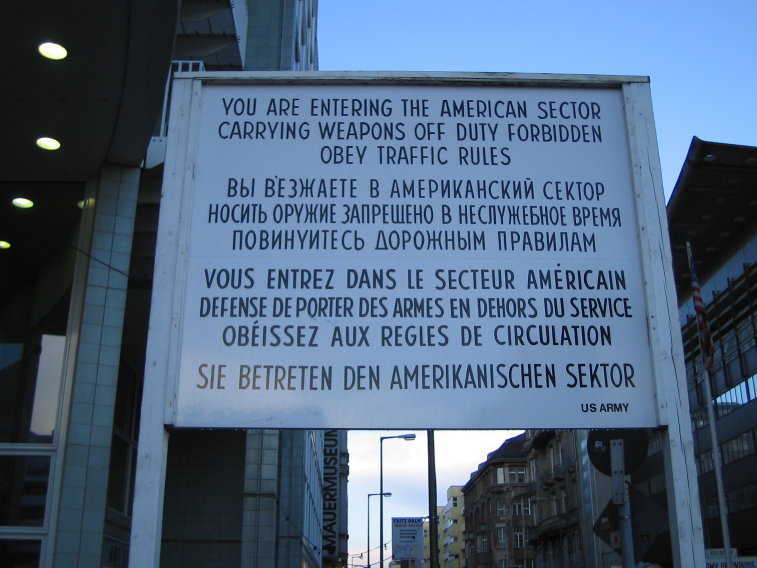 YOU ARE ENTERING THE AMERICAN SECTOR
CARRYING WEAPONS OFF DUTY FORBIDDEN
OBEY TRAFFIC RULES
ВЫ В'ЕЗЖАЕТЕ В АМЕРИКАНСКИЙ СЕКТОР
НОСИТЬ ОРУЖИЕ ЗАПРЕЩЕНО В НЕСЛУЖЕБНОЕ ВРЕМЯ
ПОВИНУИТЕСЬ ДОРОЖНЫМ ПРАВИЛАМ
VOUS ENTREZ DANS LE SECTEUR AMÉRICAIN
DEFENSE DE PORTER DES ARMES EN DEHORS DU SERVICE
OBÉISSEZ AUX REGLES DE CIRCULATION
SIE BETRETEN DEN AMERIKANISCHEN SEKTOR
US ARMY
MAUERMUSEUM